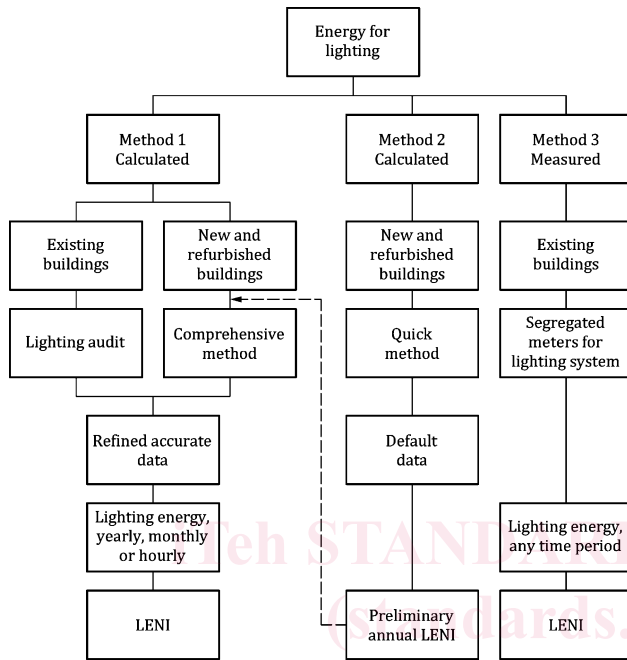 Energy for
lighting
Method 1
Calculated
Method 2
Calculated
Method 3
Measured
Existing
buildings
New and
refurbished
buildings
New and
refurbished
buildings
Existing
buildings
Lighting audit
Comprehensive
method
Quick
method
Segregated
meters for
lighting system
Refined accurate
data
Default
data
Lighting energy,
yearly, monthly
or hourly
Lighting energy,
any time period
iTeh STANDAR
(standards.
LENI
Preliminary
annual LENI
LENI